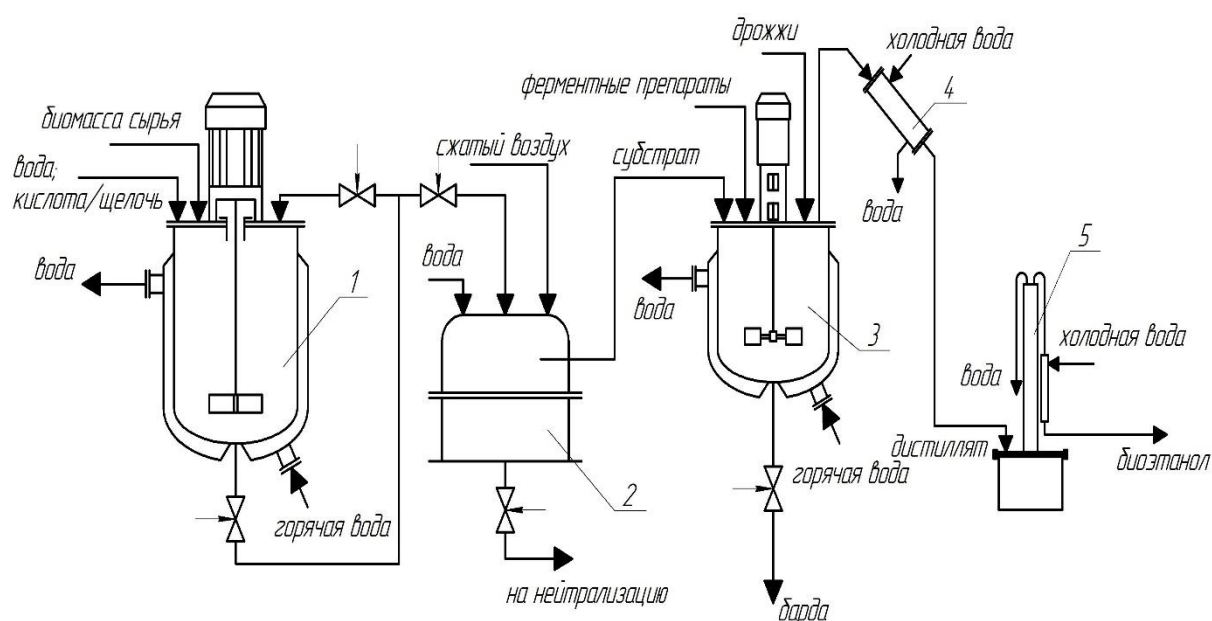 дрожжи
холодная вода
ферментные препараты
4
биомасса сырья
сжатый воздух
субстрат
вода;
кислота/щелочь
вода
5
вода
1
вода
вода
3
холодная вода
вода
дистиллят
биоэтанол
2
горячая вода
горячая вода
на нейтрализацию
барда